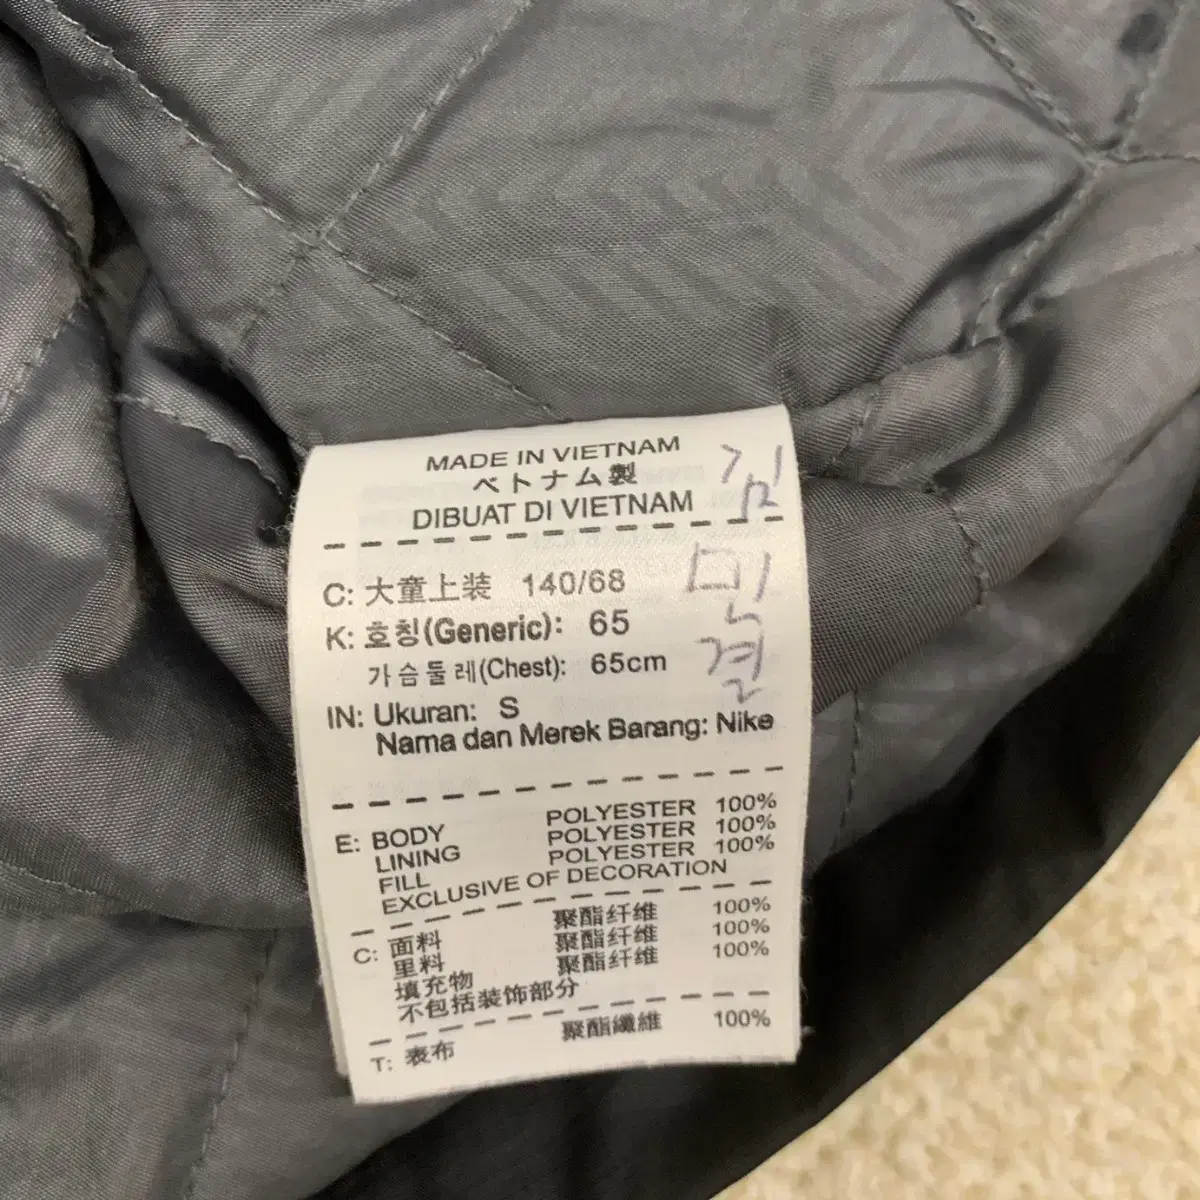 MADE IN VIETNAM
ベトナム製
DIBUAT DI VIETNAM
김
민
결
C: 大童上装 140/68
K: 호칭(Generic): 65
가슴둘레(Chest): 65cm
IN: Ukuran: S
Nama dan Merek Barang: Nike
E: BODY POLYESTER 100%
LINING POLYESTER 100%
FILL POLYESTER 100%
EXCLUSIVE OF DECORATION
C: 面料 聚酯纤维 100%
里料 聚酯纤维 100%
填充物 聚酯纤维 100%
不包括装饰部分
T: 表布 聚酯纖維 100%